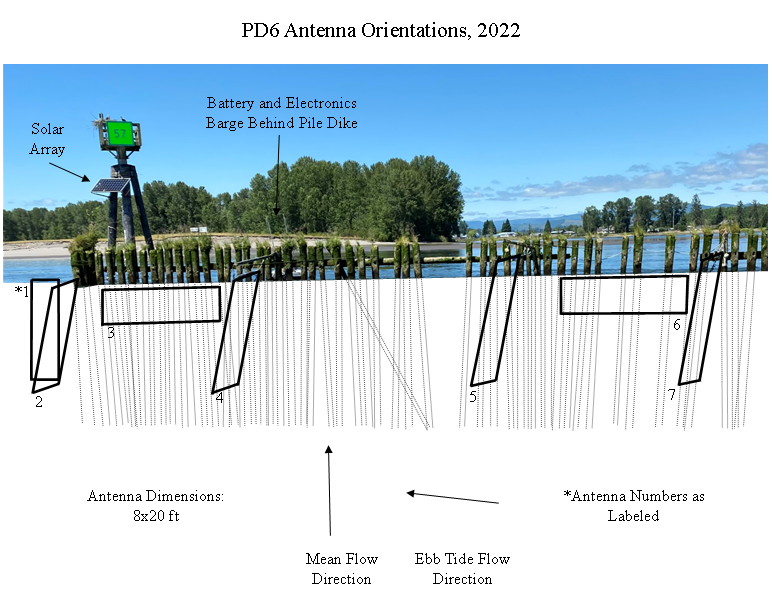 PD6 Antenna Orientations, 2022
Battery and Electronics
Barge Behind Pile Dike
Solar
Array
57
*1
2
3
4
5
6
7
Antenna Dimensions:
8x20 ft
*Antenna Numbers as
Labeled
Mean Flow
Direction
Ebb Tide Flow
Direction